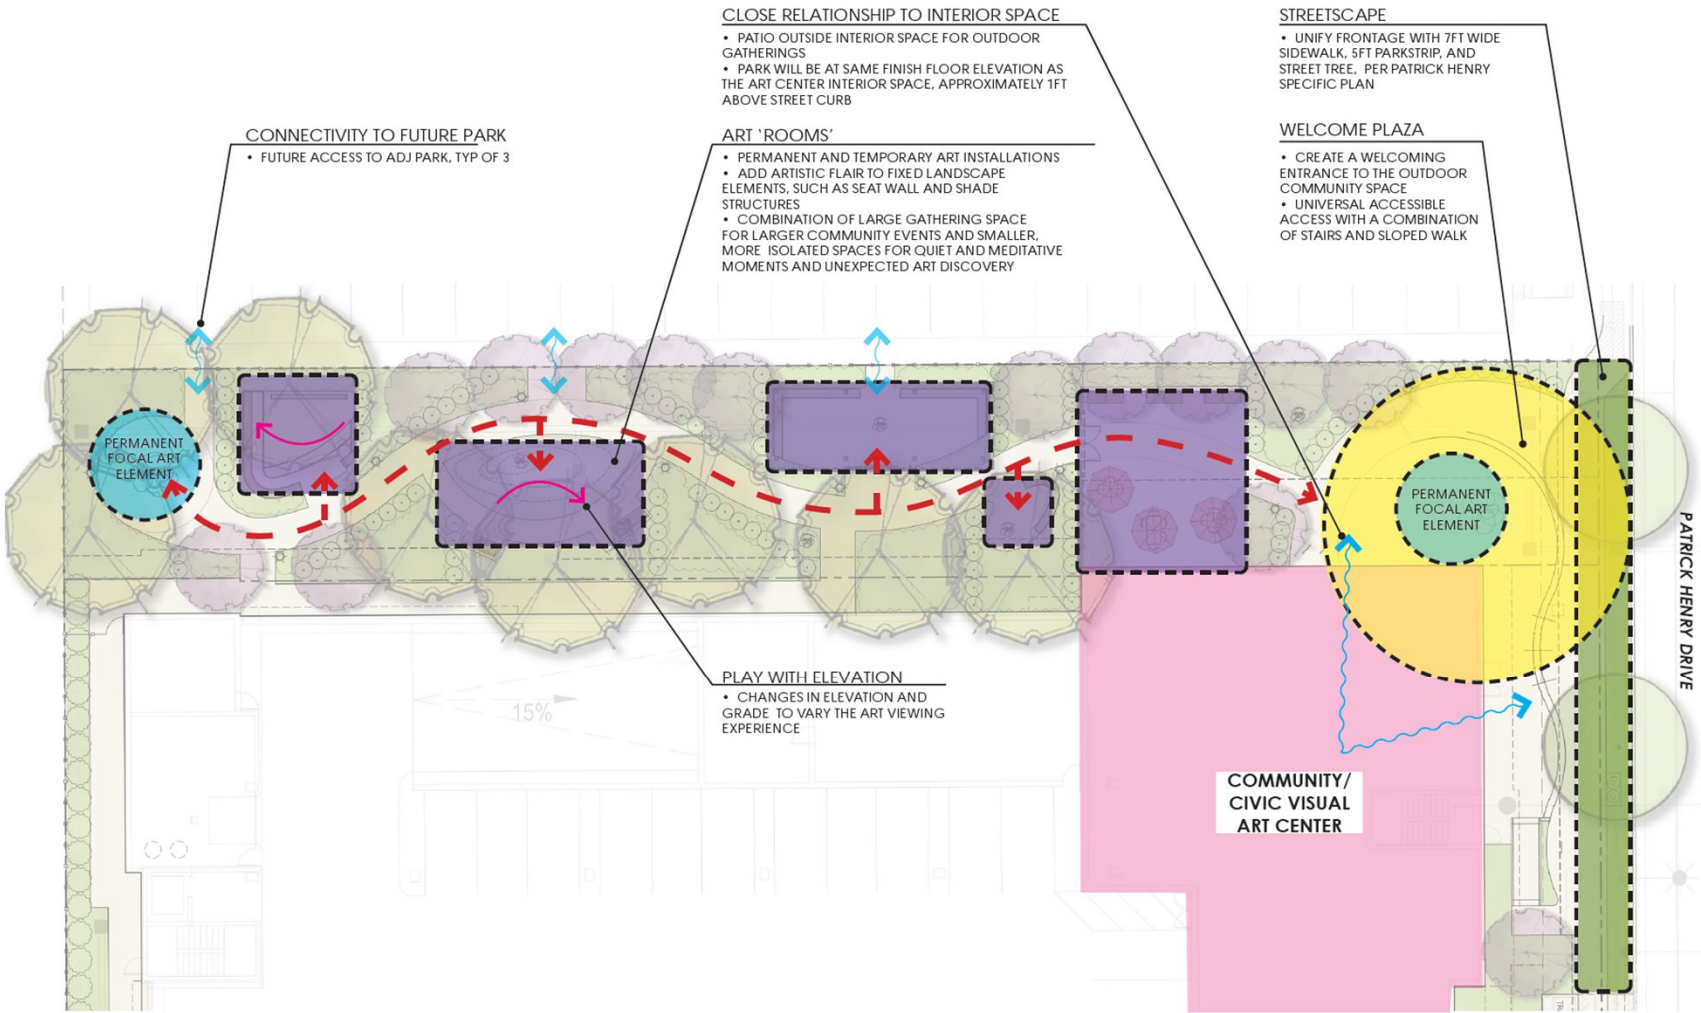 CLOSE RELATIONSHIP TO INTERIOR SPACE
• PATIO OUTSIDE INTERIOR SPACE FOR OUTDOOR
GATHERINGS
• PARK WILL BE AT SAME FINISH FLOOR ELEVATION AS
THE ART CENTER INTERIOR SPACE, APPROXIMATELY 1FT
ABOVE STREET CURB
STREETSCAPE
• UNIFY FRONTAGE WITH 7FT WIDE
SIDEWALK, 5FT PARKSTRIP, AND
STREET TREE, PER PATRICK HENRY
SPECIFIC PLAN
CONNECTIVITY TO FUTURE PARK
• FUTURE ACCESS TO ADJ PARK, TYP OF 3
ART ‘ROOMS’
• PERMANENT AND TEMPORARY ART INSTALLATIONS
• ADD ARTISTIC FLAIR TO FIXED LANDSCAPE
ELEMENTS, SUCH AS SEAT WALL AND SHADE
STRUCTURES
• COMBINATION OF LARGE GATHERING SPACE
FOR LARGER COMMUNITY EVENTS AND SMALLER,
MORE ISOLATED SPACES FOR QUIET AND MEDITATIVE
MOMENTS AND UNEXPECTED ART DISCOVERY
WELCOME PLAZA
• CREATE A WELCOMING
ENTRANCE TO THE OUTDOOR
COMMUNITY SPACE
• UNIVERSAL ACCESSIBLE
ACCESS WITH A COMBINATION
OF STAIRS AND SLOPED WALK
PERMANENT
FOCAL ART
ELEMENT
PERMANENT
FOCAL ART
ELEMENT
PATRICK HENRY DRIVE
PLAY WITH ELEVATION
• CHANGES IN ELEVATION AND
GRADE TO VARY THE ART VIEWING
EXPERIENCE
15%
COMMUNITY/
CIVIC VISUAL
ART CENTER